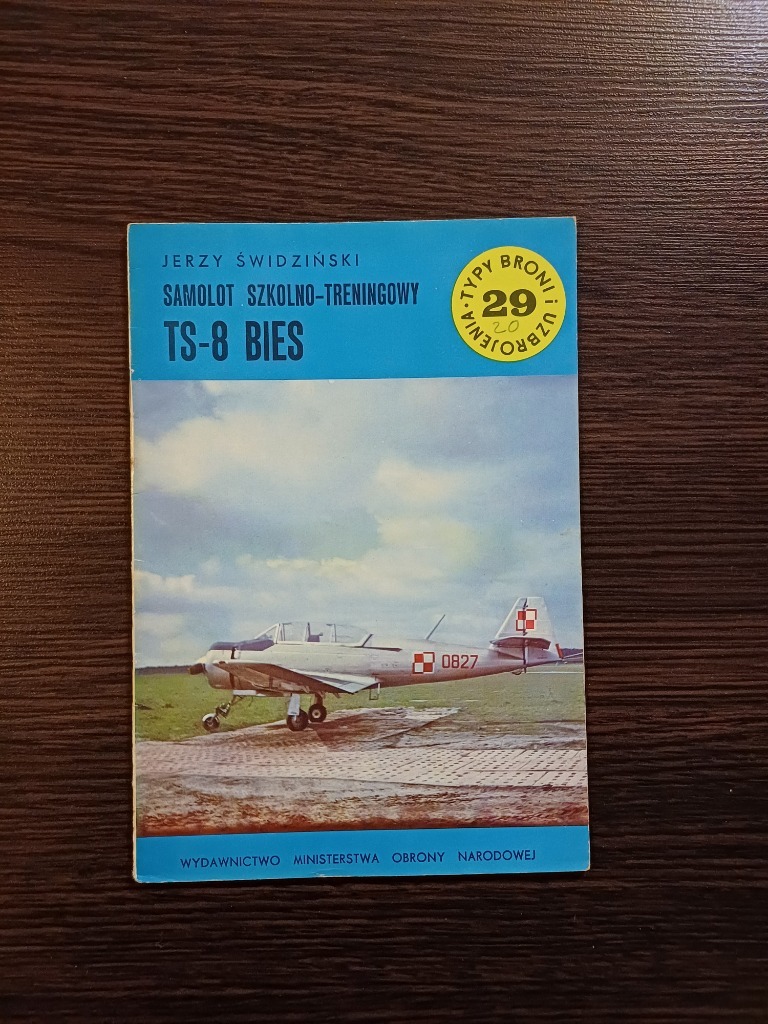 JERZY ŚWIDZIŃSKI
SAMOLOT SZKOLNO-TRENINGOWY
TS-8 BIES
TYPY BRONI i UZBROJENIA •
29
20
0827
WYDAWNICTWO MINISTERSTWA OBRONY NARODOWEJ